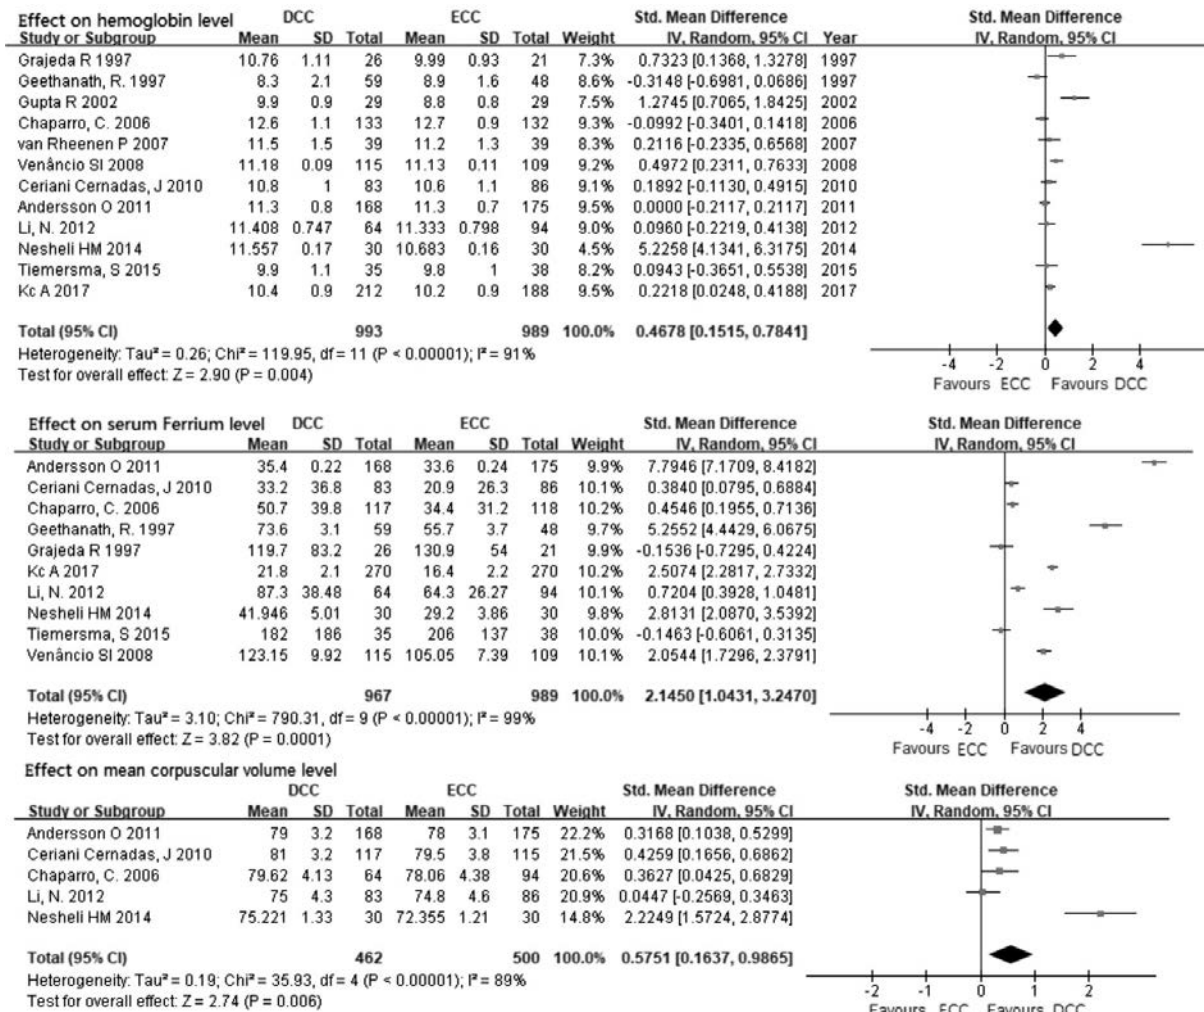 Effect on hemoglobin level DCC ECC Std. Mean Difference Std. Mean Difference
Study or Subgroup Mean SD Total Mean SD Total Weight IV, Random, 95% CI Year IV, Random, 95% CI
Grajeda R 1997 10.76 1.11 26 9.99 0.93 21 7.3% 0.7323 [0.1368, 1.3278] 1997
Geethanath, R. 1997 8.3 2.1 59 8.9 1.6 48 8.6% -0.3148 [-0.6981, 0.0686] 1997
Gupta R 2002 9.9 0.9 29 8.8 0.8 29 7.5% 1.2745 [0.7065, 1.8425] 2002
Chaparro, C. 2006 12.6 1.1 133 12.7 0.9 132 9.3% -0.0992 [-0.3401, 0.1418] 2006
van Rheenen P 2007 11.5 1.5 39 11.2 1.3 39 8.3% 0.2116 [-0.2335, 0.6568] 2007
Venâncio SI 2008 11.18 0.09 115 11.13 0.11 109 9.2% 0.4972 [0.2311, 0.7633] 2008
Ceriani Cernadas, J 2010 10.8 1 83 10.6 1.1 86 9.1% 0.1892 [-0.1130, 0.4915] 2010
Andersson O 2011 11.3 0.8 168 11.3 0.7 175 9.5% 0.0000 [-0.2117, 0.2117] 2011
Li, N. 2012 11.408 0.747 64 11.333 0.798 94 9.0% 0.0960 [-0.2219, 0.4138] 2012
Nesheli HM 2014 11.557 0.17 30 10.683 0.16 30 4.5% 5.2258 [4.1341, 6.3175] 2014
Tiemersma, S 2015 9.9 1.1 35 9.8 1 38 8.2% 0.0943 [-0.3651, 0.5538] 2015
Kc A 2017 10.4 0.9 212 10.2 0.9 188 9.5% 0.2218 [0.0248, 0.4188] 2017
Total (95% CI) 993 989 100.0% 0.4678 [0.1515, 0.7841]
Heterogeneity: Tau² = 0.26; Chi² = 119.95, df = 11 (P < 0.00001); I² = 91%
Test for overall effect: Z = 2.90 (P = 0.004)
-4 -2 0 2 4
Favours ECC Favours DCC
Effect on serum Ferrium level DCC ECC Std. Mean Difference Std. Mean Difference
Study or Subgroup Mean SD Total Mean SD Total Weight IV, Random, 95% CI IV, Random, 95% CI
Andersson O 2011 35.4 0.22 168 33.6 0.24 175 9.9% 7.7946 [7.1709, 8.4182]
Ceriani Cernadas, J 2010 33.2 36.8 83 20.9 26.3 86 10.1% 0.3840 [0.0795, 0.6884]
Chaparro, C. 2006 50.7 39.8 117 34.4 31.2 118 10.1% 0.4546 [0.1955, 0.7136]
Geethanath, R. 1997 73.6 3.1 59 55.7 3.7 48 9.7% 5.2552 [4.4429, 6.0675]
Grajeda R 1997 119.7 83.2 26 130.9 54 21 9.9% -0.1536 [-0.7295, 0.4224]
Kc A 2017 21.8 2.1 270 16.4 2.2 270 10.2% 2.5074 [2.2817, 2.7332]
Li, N. 2012 87.3 38.48 64 64.3 26.27 94 10.1% 0.7204 [0.3928, 1.0481]
Nesheli HM 2014 41.946 5.01 30 29.2 3.86 30 9.8% 2.8131 [2.0870, 3.5392]
Tiemersma, S 2015 182 186 35 206 137 38 10.0% -0.1463 [-0.6061, 0.3135]
Venâncio SI 2008 123.15 9.92 115 105.05 7.39 109 10.1% 2.0544 [1.7296, 2.3791]
Total (95% CI) 967 989 100.0% 2.1450 [1.0431, 3.2470]
Heterogeneity: Tau² = 3.10; Chi² = 790.31, df = 9 (P < 0.00001); I² = 99%
Test for overall effect: Z = 3.82 (P = 0.0001)
-4 -2 0 2 4
Favours ECC Favours DCC
Effect on mean corpuscular volume level
DCC ECC Std. Mean Difference Std. Mean Difference
Study or Subgroup Mean SD Total Mean SD Total Weight IV, Random, 95% CI IV, Random, 95% CI
Andersson O 2011 79 3.2 168 78 3.1 175 22.2% 0.3168 [0.1038, 0.5299]
Ceriani Cernadas, J 2010 81 3.2 117 79.5 3.8 115 21.5% 0.4259 [0.1656, 0.6862]
Chaparro, C. 2006 79.62 4.13 64 78.06 4.38 94 20.6% 0.3627 [0.0425, 0.6829]
Li, N. 2012 75 4.3 83 74.8 4.6 86 20.9% 0.0447 [-0.2569, 0.3463]
Nesheli HM 2014 75.221 1.33 30 72.355 1.21 30 14.8% 2.2249 [1.5724, 2.8774]
Total (95% CI) 462 500 100.0% 0.5751 [0.1637, 0.9865]
Heterogeneity: Tau² = 0.19; Chi² = 35.93, df = 4 (P < 0.00001); I² = 89%
Test for overall effect: Z = 2.74 (P = 0.006)
-2 -1 0 1 2
Favours ECC Favours DCC